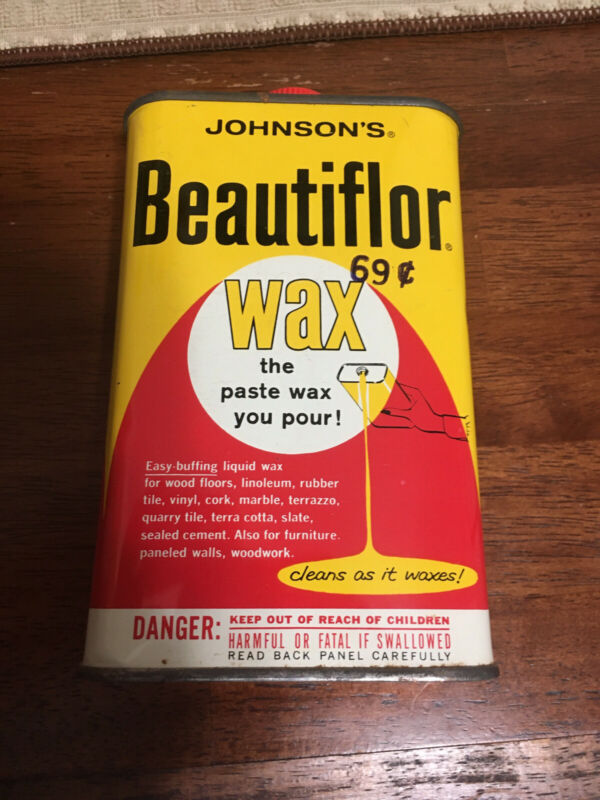 JOHNSON'S®
Beautiflor®
69¢
wax
the
paste wax
you pour!
Easy-buffing liquid wax
for wood floors, linoleum, rubber
tile, vinyl, cork, marble, terrazzo,
quarry tile, terra cotta, slate,
sealed cement. Also for furniture.
paneled walls, woodwork.
cleans as it waxes!
DANGER: KEEP OUT OF REACH OF CHILDREN
HARMFUL OR FATAL IF SWALLOWED
READ BACK PANEL CAREFULLY